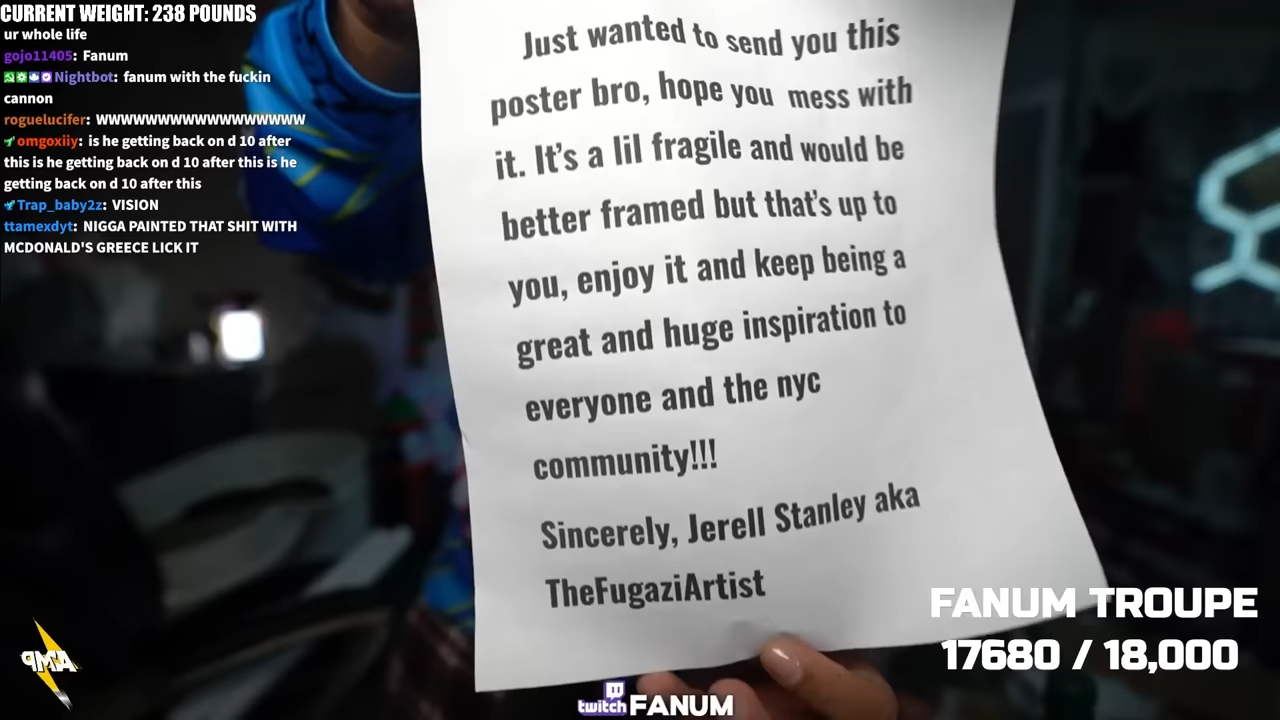 CURRENT WEIGHT: 238 POUNDS
ur whole life
gojo11405: Fanum
Nightbot: fanum with the fuckin
cannon
roguelucifer: WWWWWWWWWWWWWWWWW
omgoxiiy: is he getting back on d 10 after
this is he getting back on d 10 after this is he
getting back on d 10 after this
Trap_baby2z: VISION
ttamexdyt: NIGGA PAINTED THAT SHIT WITH
MCDONALD'S GREECE LICK IT
Just wanted to send you this
poster bro, hope you mess with
it. It's a lil fragile and would be
better framed but that's up to
you, enjoy it and keep being a
great and huge inspiration to
everyone and the nyc
community!!!
Sincerely, Jerell Stanley aka
TheFugaziArtist
FANUM TROUPE
17680 / 18,000
AMP
twitch FANUM